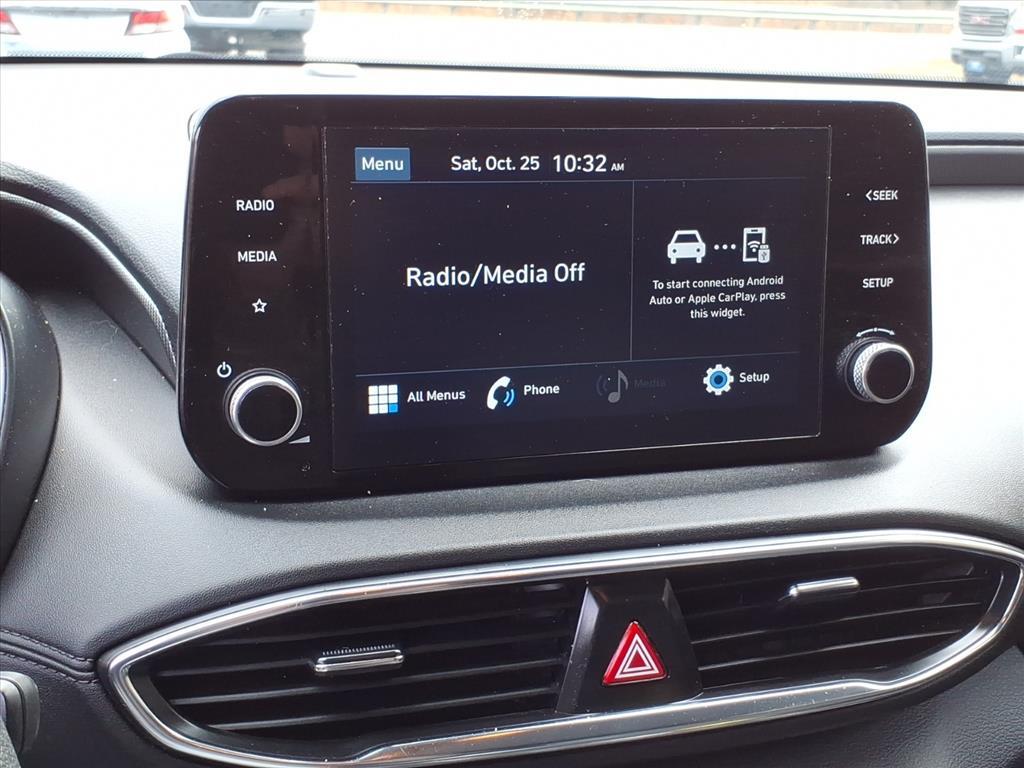 Menu
Sat, Oct. 25 10:32 AM
RADIO
MEDIA
Radio/Media Off
To start connecting Android
Auto or Apple CarPlay, press
this widget.
All Menus
Phone
Media
Setup
<SEEK
TRACK>
SETUP
GMC